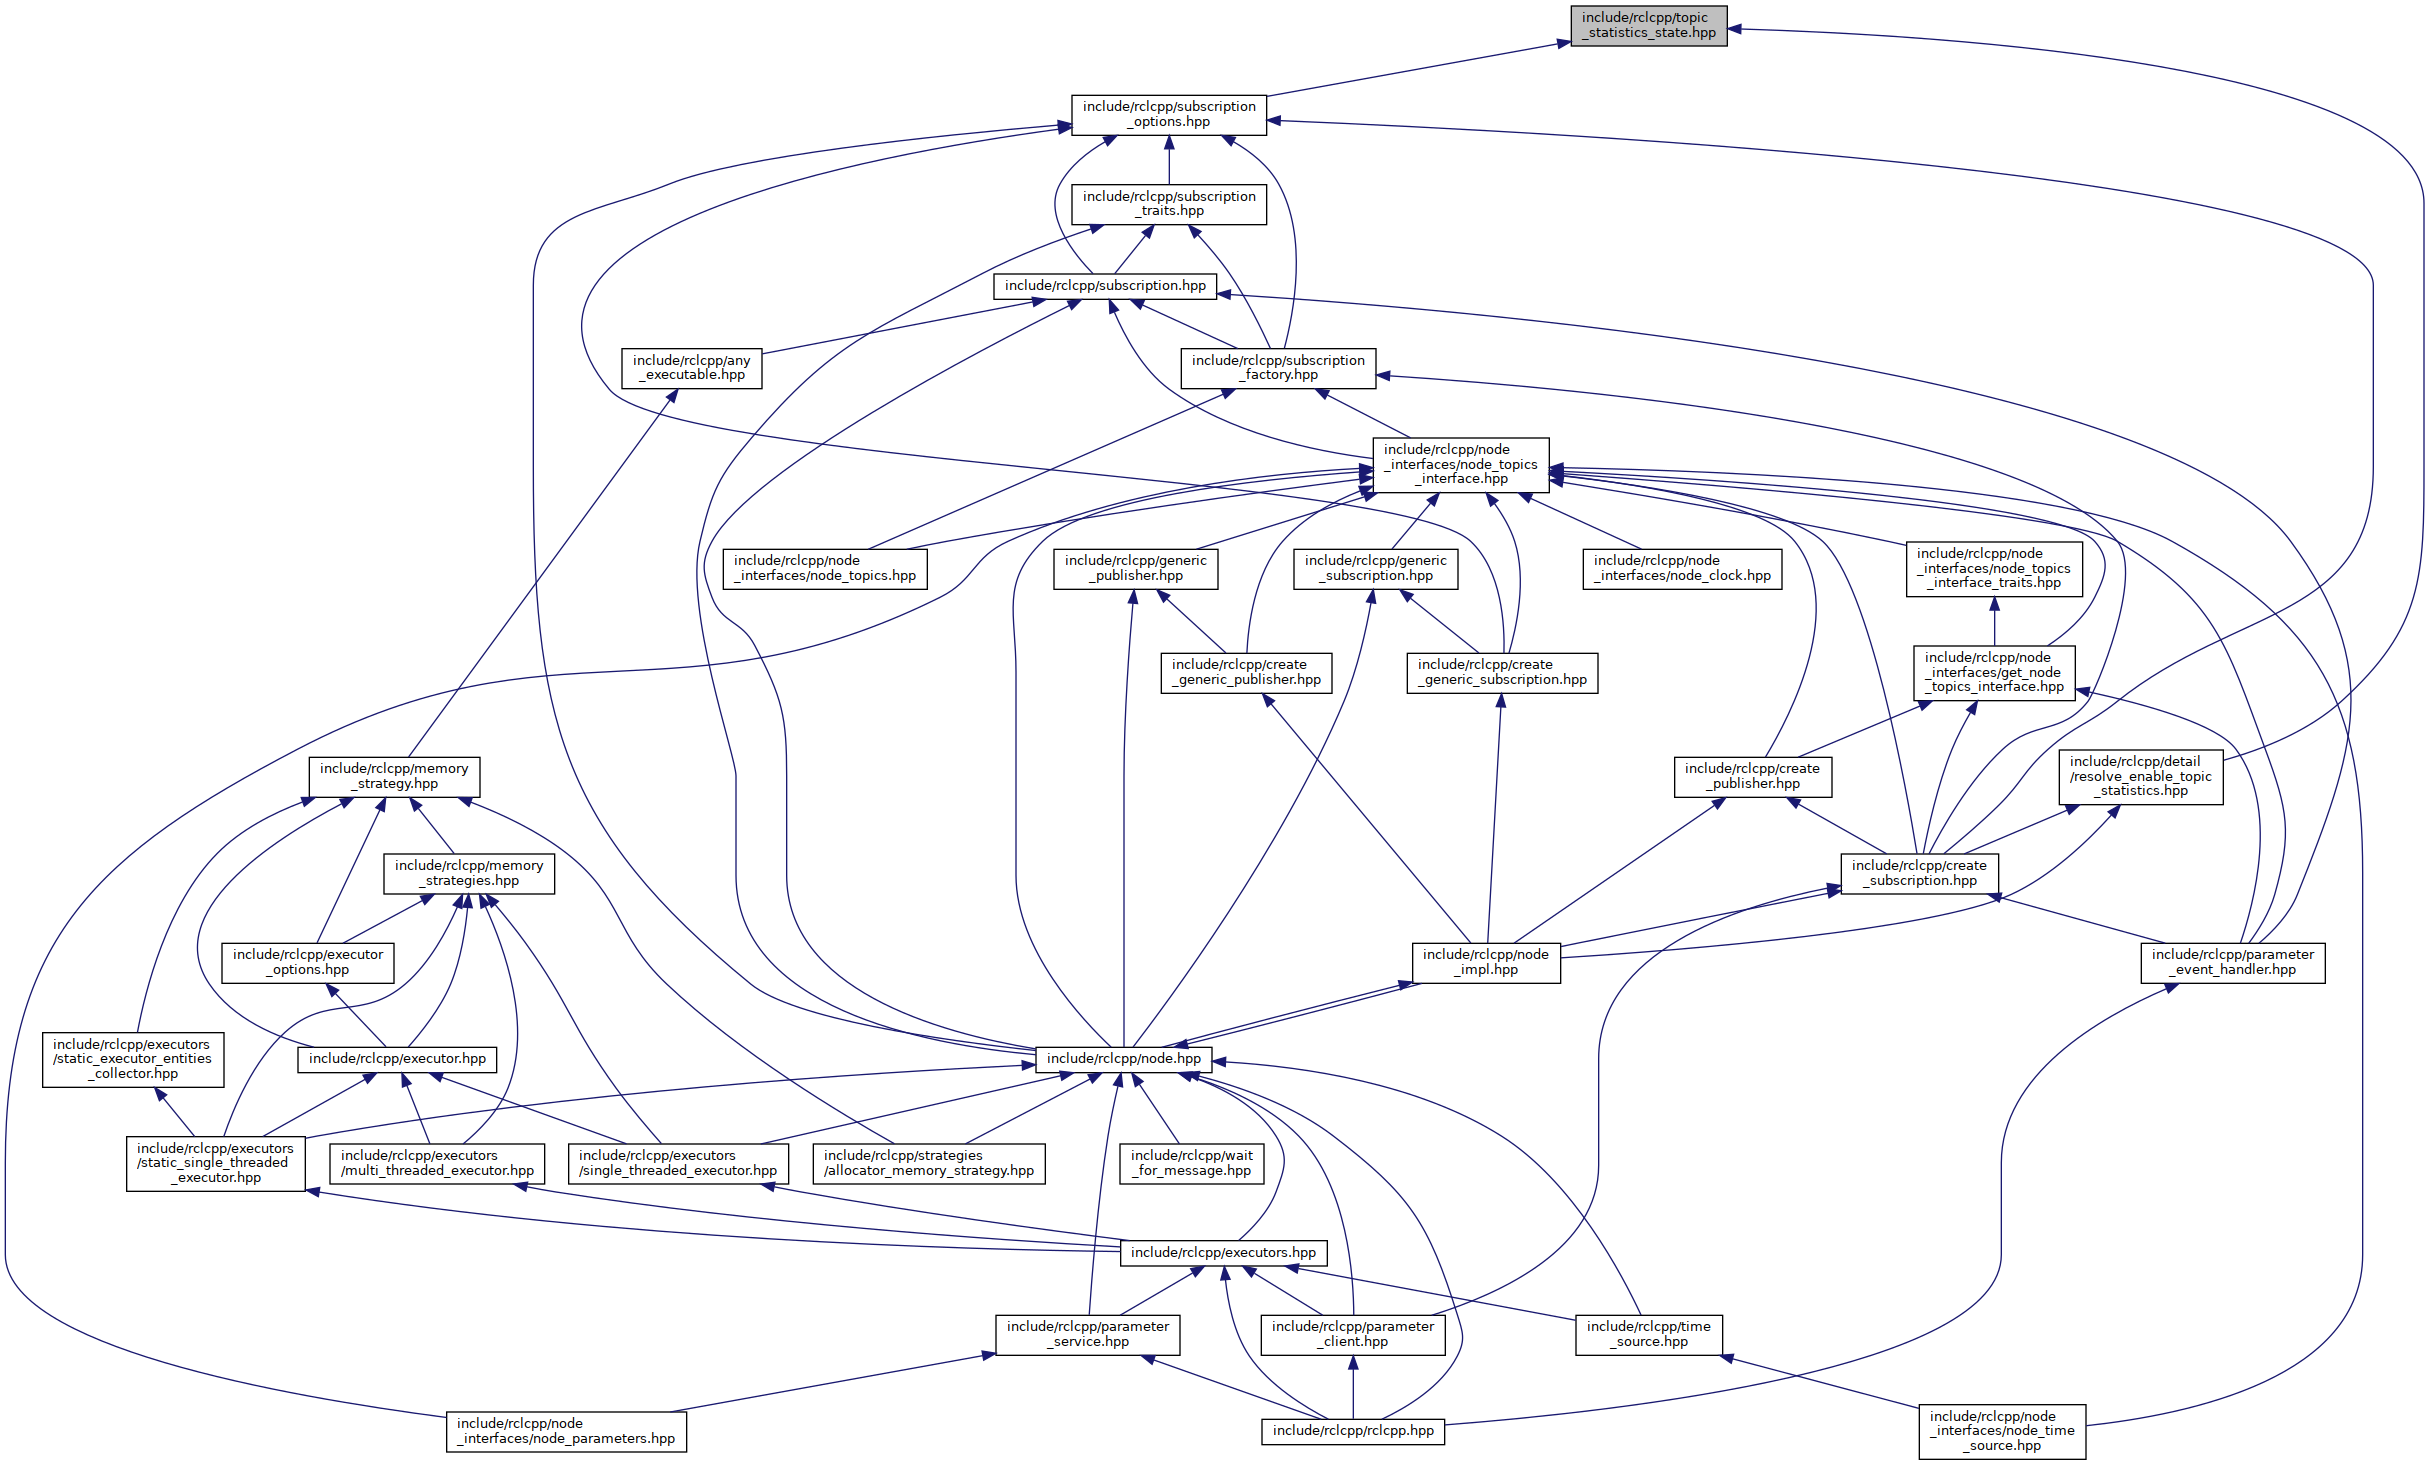 include/rclcpp/topic
_statistics_state.hpp
include/rclcpp/subscription
_options.hpp
include/rclcpp/subscription
_traits.hpp
include/rclcpp/subscription.hpp
include/rclcpp/any
_executable.hpp
include/rclcpp/subscription
_factory.hpp
include/rclcpp/node
_interfaces/node_topics
_interface.hpp
include/rclcpp/node
_interfaces/node_topics.hpp
include/rclcpp/generic
_publisher.hpp
include/rclcpp/generic
_subscription.hpp
include/rclcpp/node
_interfaces/node_clock.hpp
include/rclcpp/node
_interfaces/node_topics
_interface_traits.hpp
include/rclcpp/create
_generic_publisher.hpp
include/rclcpp/create
_generic_subscription.hpp
include/rclcpp/node
_interfaces/get_node
_topics_interface.hpp
include/rclcpp/memory
_strategy.hpp
include/rclcpp/create
_publisher.hpp
include/rclcpp/detail
/resolve_enable_topic
_statistics.hpp
include/rclcpp/memory
_strategies.hpp
include/rclcpp/create
_subscription.hpp
include/rclcpp/executor
_options.hpp
include/rclcpp/node
_impl.hpp
include/rclcpp/parameter
_event_handler.hpp
include/rclcpp/executors
/static_executor_entities
_collector.hpp
include/rclcpp/executor.hpp
include/rclcpp/node.hpp
include/rclcpp/executors
/static_single_threaded
_executor.hpp
include/rclcpp/executors
/multi_threaded_executor.hpp
include/rclcpp/executors
/single_threaded_executor.hpp
include/rclcpp/strategies
/allocator_memory_strategy.hpp
include/rclcpp/wait
_for_message.hpp
include/rclcpp/executors.hpp
include/rclcpp/parameter
_service.hpp
include/rclcpp/parameter
_client.hpp
include/rclcpp/time
_source.hpp
include/rclcpp/node
_interfaces/node_parameters.hpp
include/rclcpp/rclcpp.hpp
include/rclcpp/node
_interfaces/node_time
_source.hpp